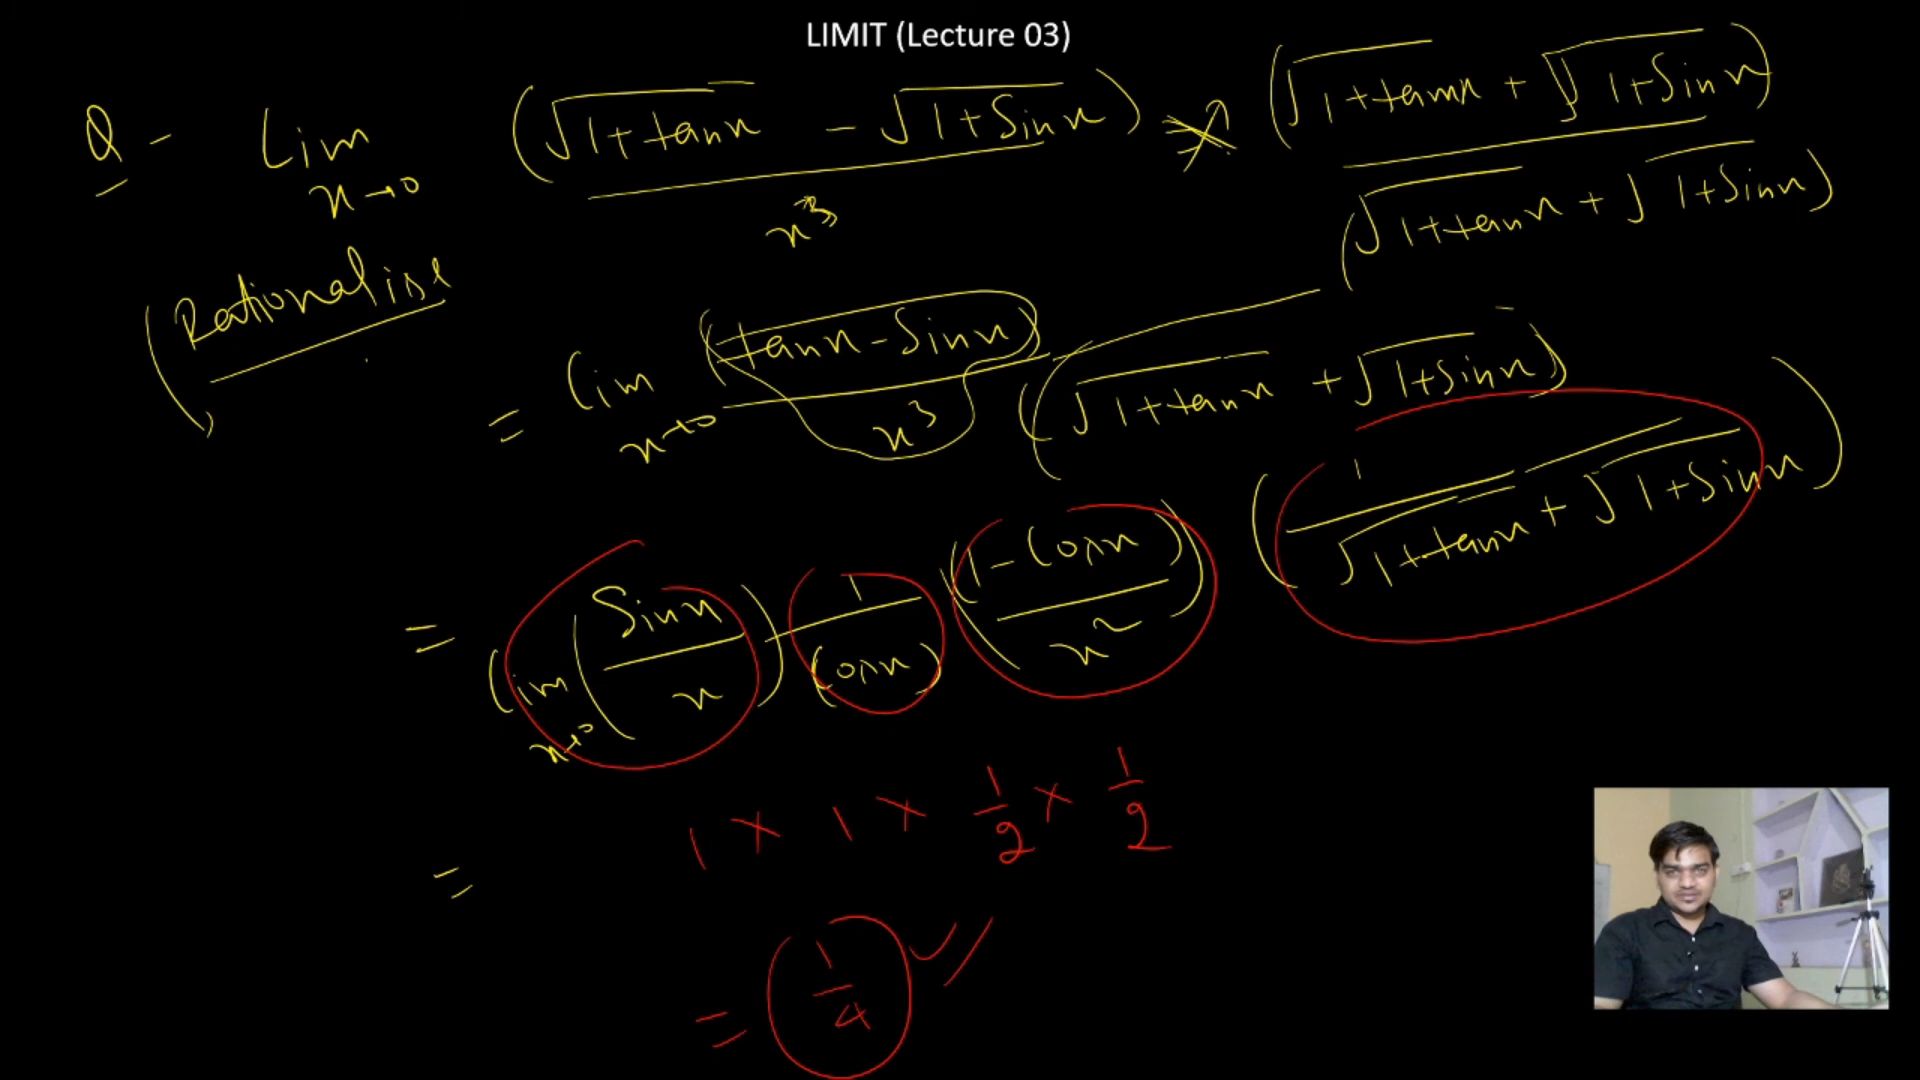 LIMIT (Lecture 03)
Q - Lim x→0 (√1+tanx - √1+Sinx) / x³ × (√1+tanx + √1+Sinx) / (√1+tanx + √1+Sinx)
(Rationalise)
= Lim x→0 (tanx - Sinx) / x³ (√1+tanx + √1+Sinx)
= Lim x→0 (Sinx / x) 1 / (cosx) (1 - cosx) / x² (1 / √1+tanx + √1+Sinx)
= 1 × 1 × 1/2 × 1/2
= 1/4 ✓